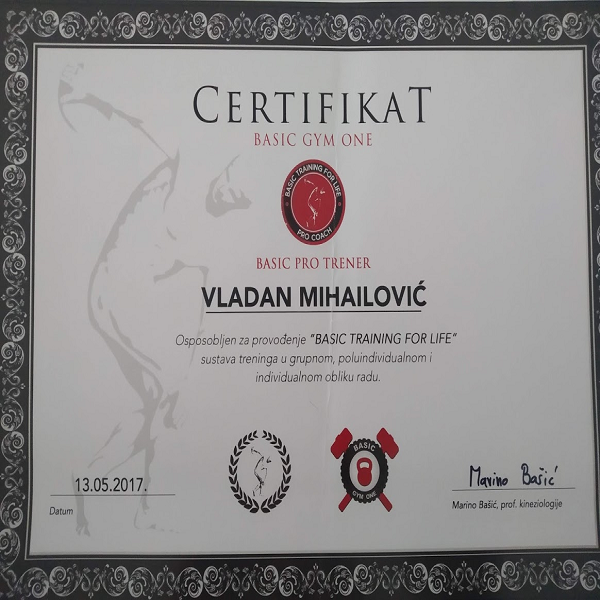 CERTIFIKAT
BASIC GYM ONE
BASIC TRAINING FOR LIFE
PRO COACH
BASIC PRO TRENER
VLADAN MIHAILOVIĆ
Osposobljen za provođenje “BASIC TRAINING FOR LIFE”
sustava treninga u grupnom, poluindividualnom i
individualnom obliku radu.
BASIC
GYM ONE
13.05.2017.
Datum
Marino Bašić
Marino Bašić, prof. kineziologije